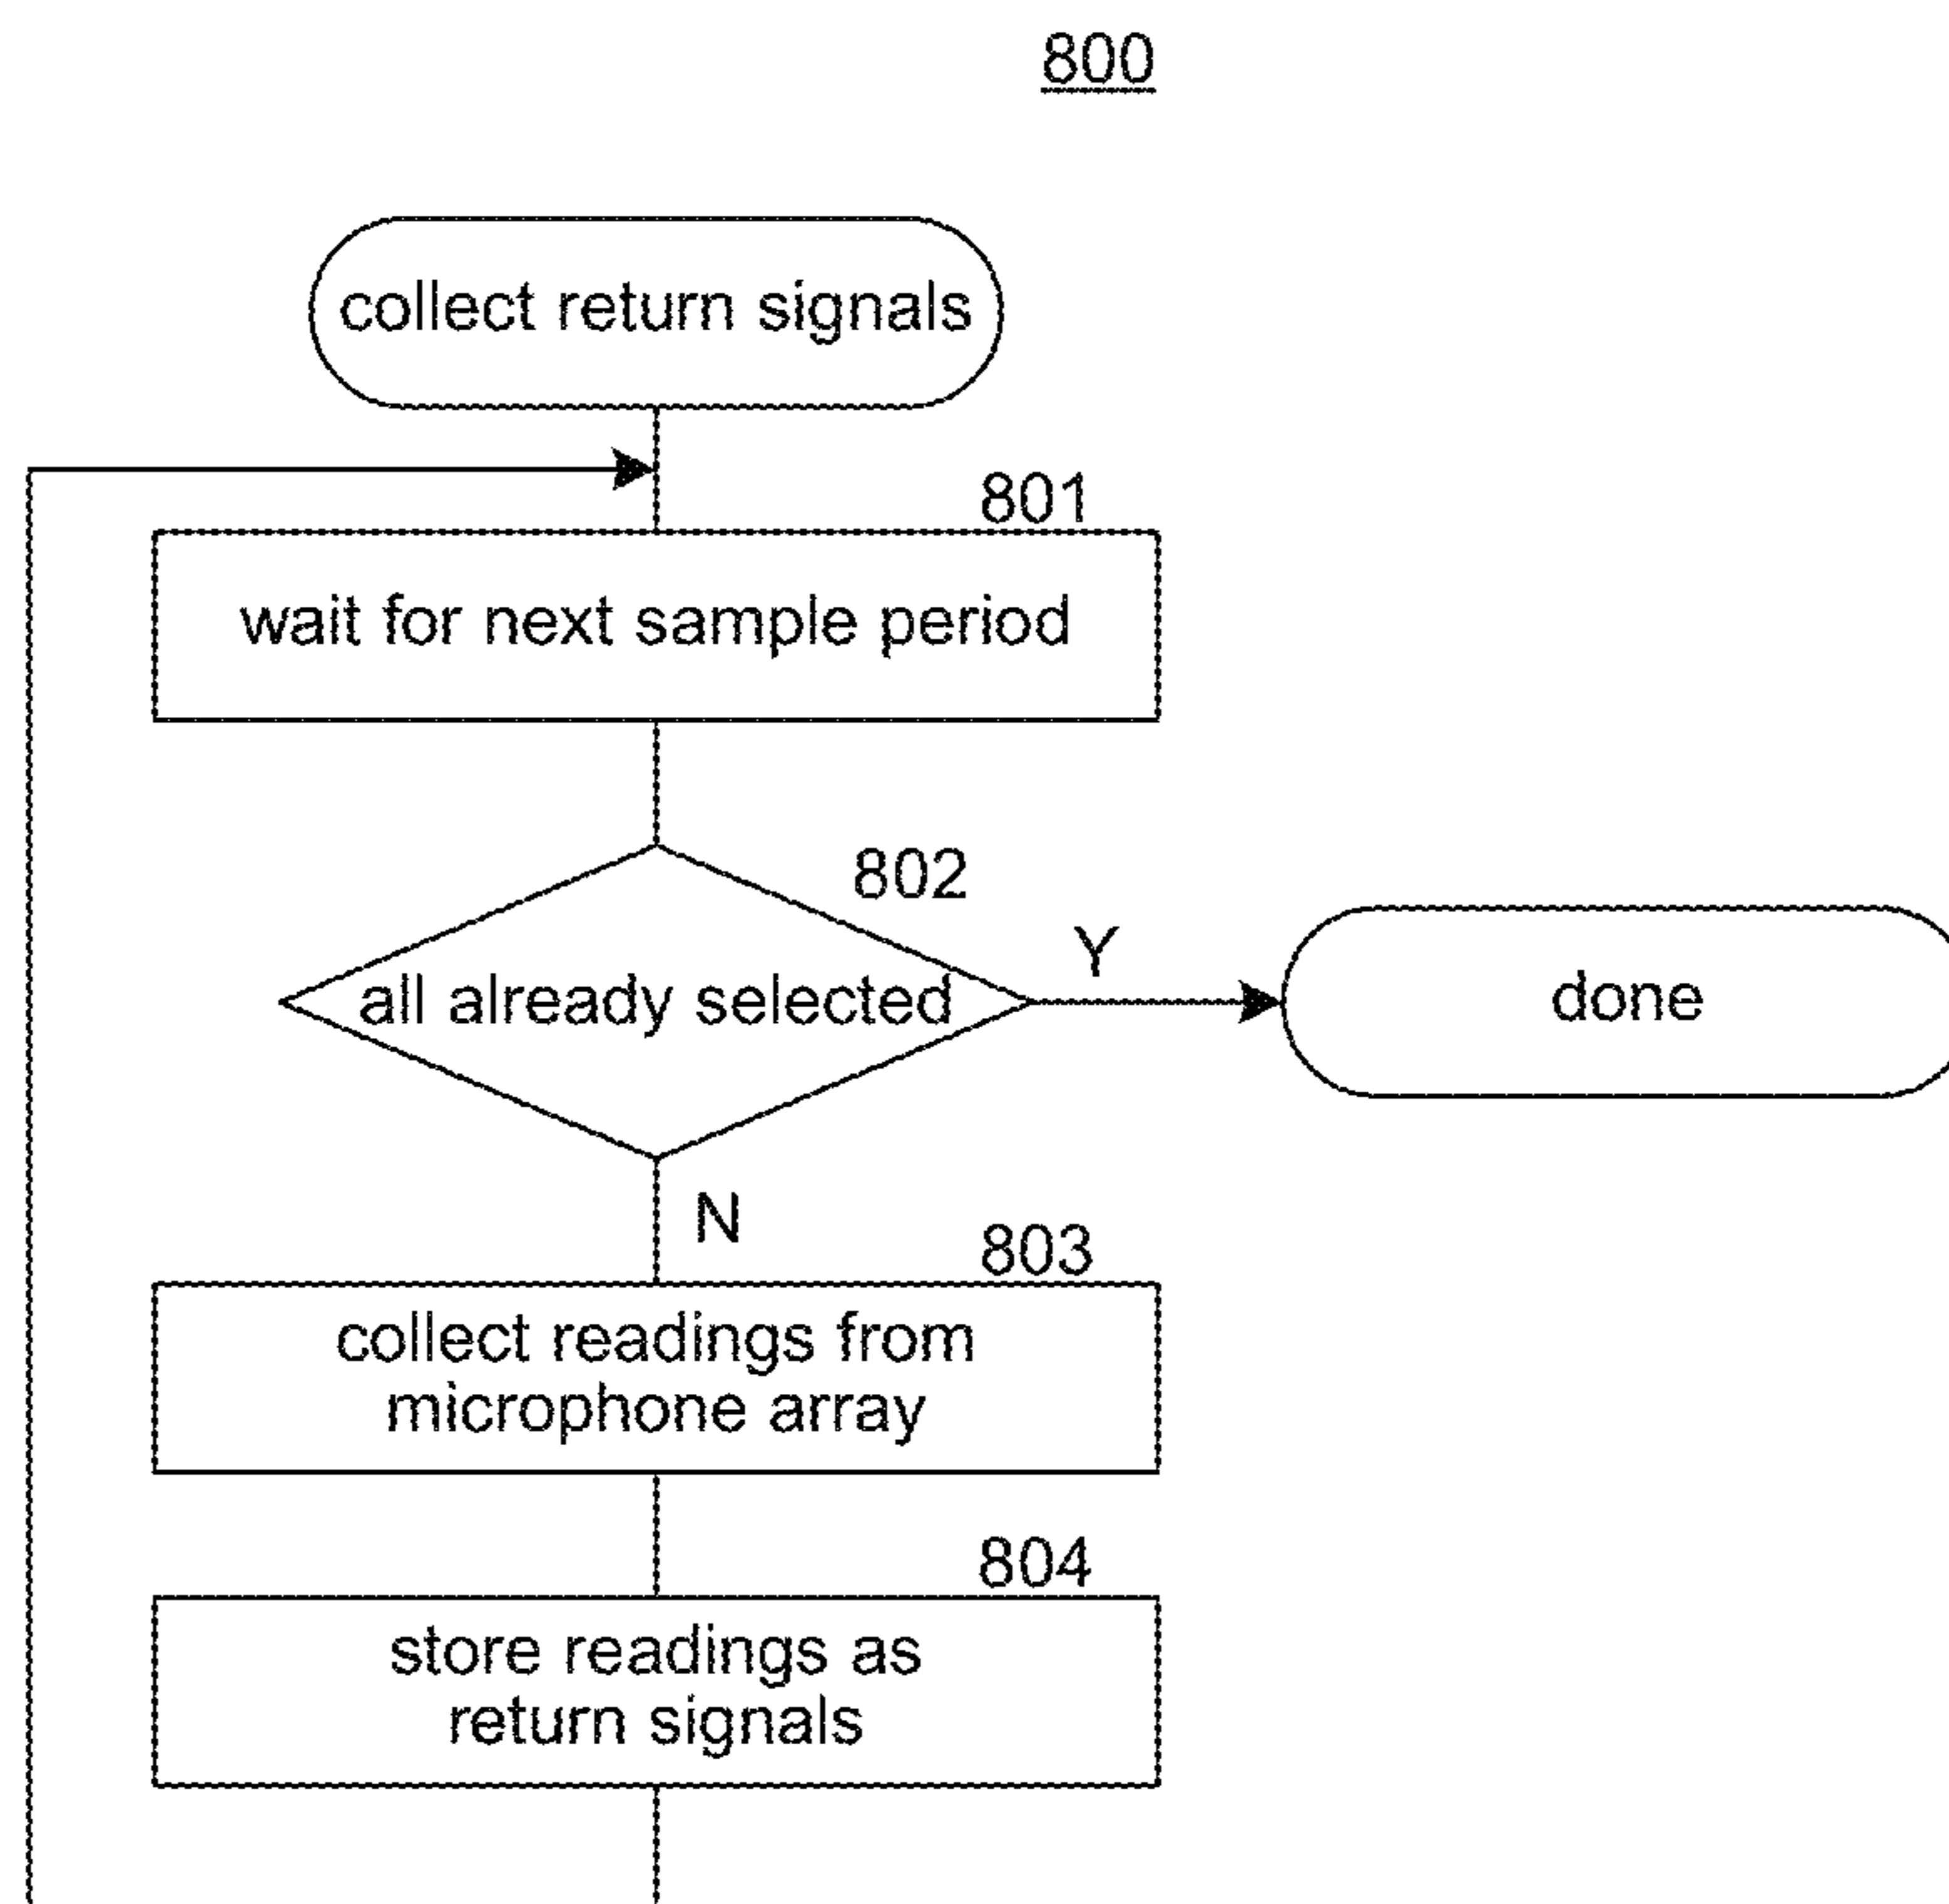 800
collect return signals
801
wait for next sample period
802
all already selected
Y
done
N
803
collect readings from
microphone array
804
store readings as
return signals